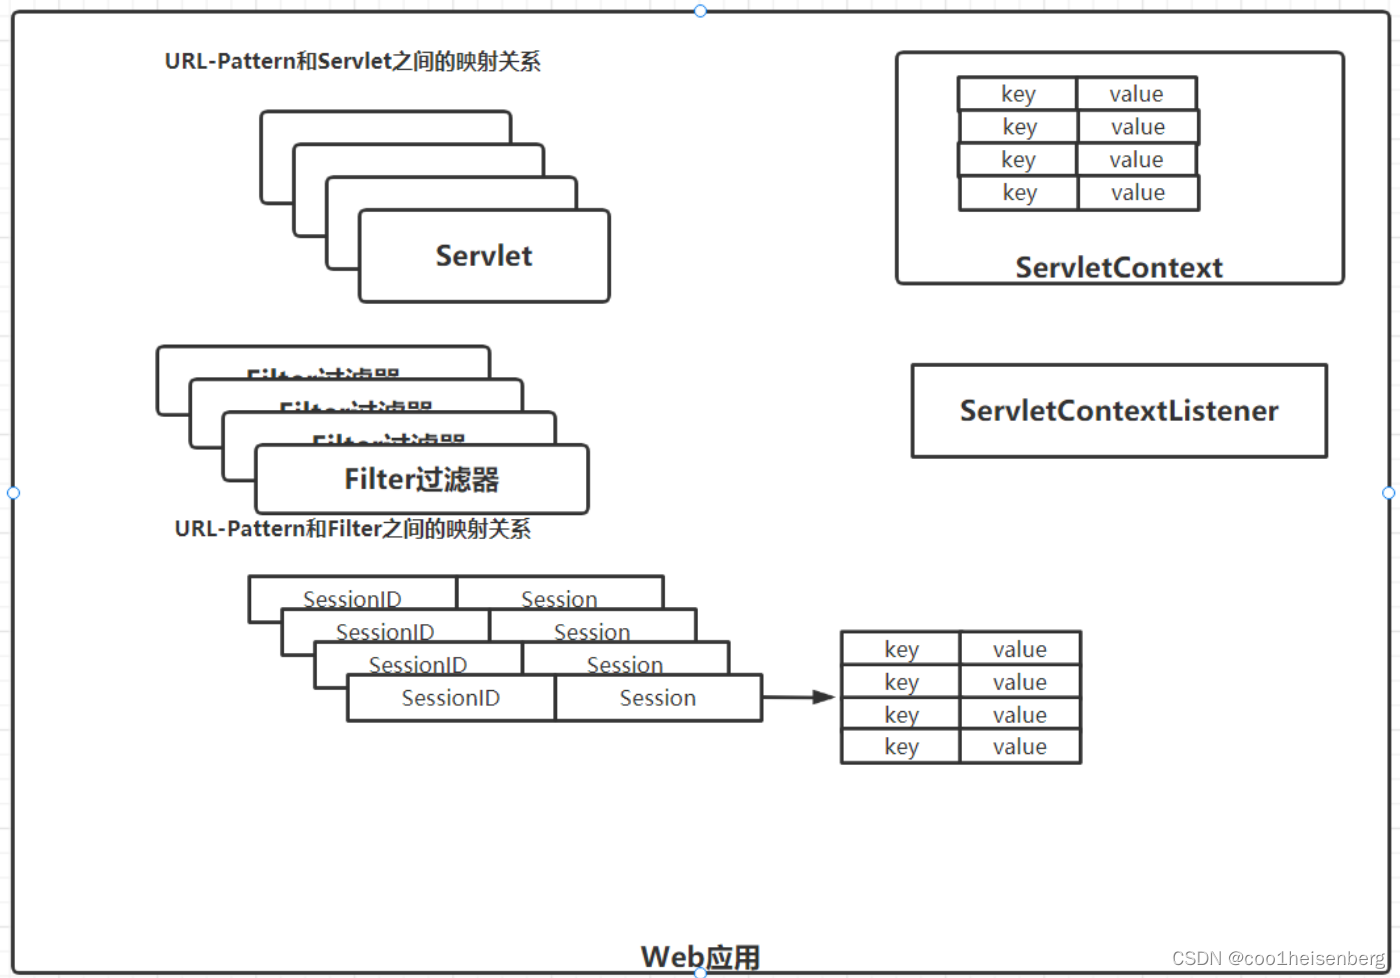 URL-Pattern和Servlet之间的映射关系
Servlet
key value
key value
key value
key value
ServletContext
Filter过滤器
Filter过滤器
Filter过滤器
Filter过滤器
URL-Pattern和Filter之间的映射关系
ServletContextListener
SessionID Session
SessionID Session
SessionID Session
SessionID Session
key value
key value
key value
key value
Web应用
CSDN @coo1heisenberg